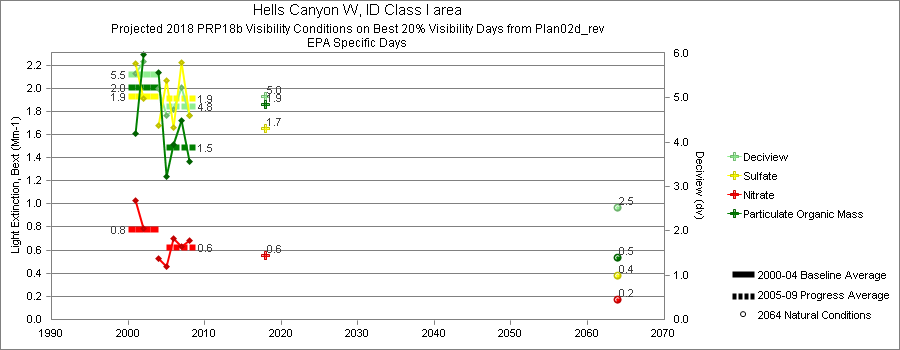 Hells Canyon W, ID Class I area
Projected 2018 PRP18b Visibility Conditions on Best 20% Visibility Days from Plan02d_rev
EPA Specific Days
Light Extinction, Bext (Mm-1)
2.2
2.0
1.8
1.6
1.4
1.2
1.0
0.8
0.6
0.4
0.2
0.0
5.5
2.0
1.9
0.8
1.9
4.8
1.5
0.6
5.0
1.9
1.7
0.6
2.5
0.5
0.4
0.2
6.0
5.0
4.0
3.0
2.0
1.0
0.0
Deciview (dv)
1990 2000 2010 2020 2030 2040 2050 2060 2070
Deciview
Sulfate
Nitrate
Particulate Organic Mass
2000-04 Baseline Average
2005-09 Progress Average
2064 Natural Conditions